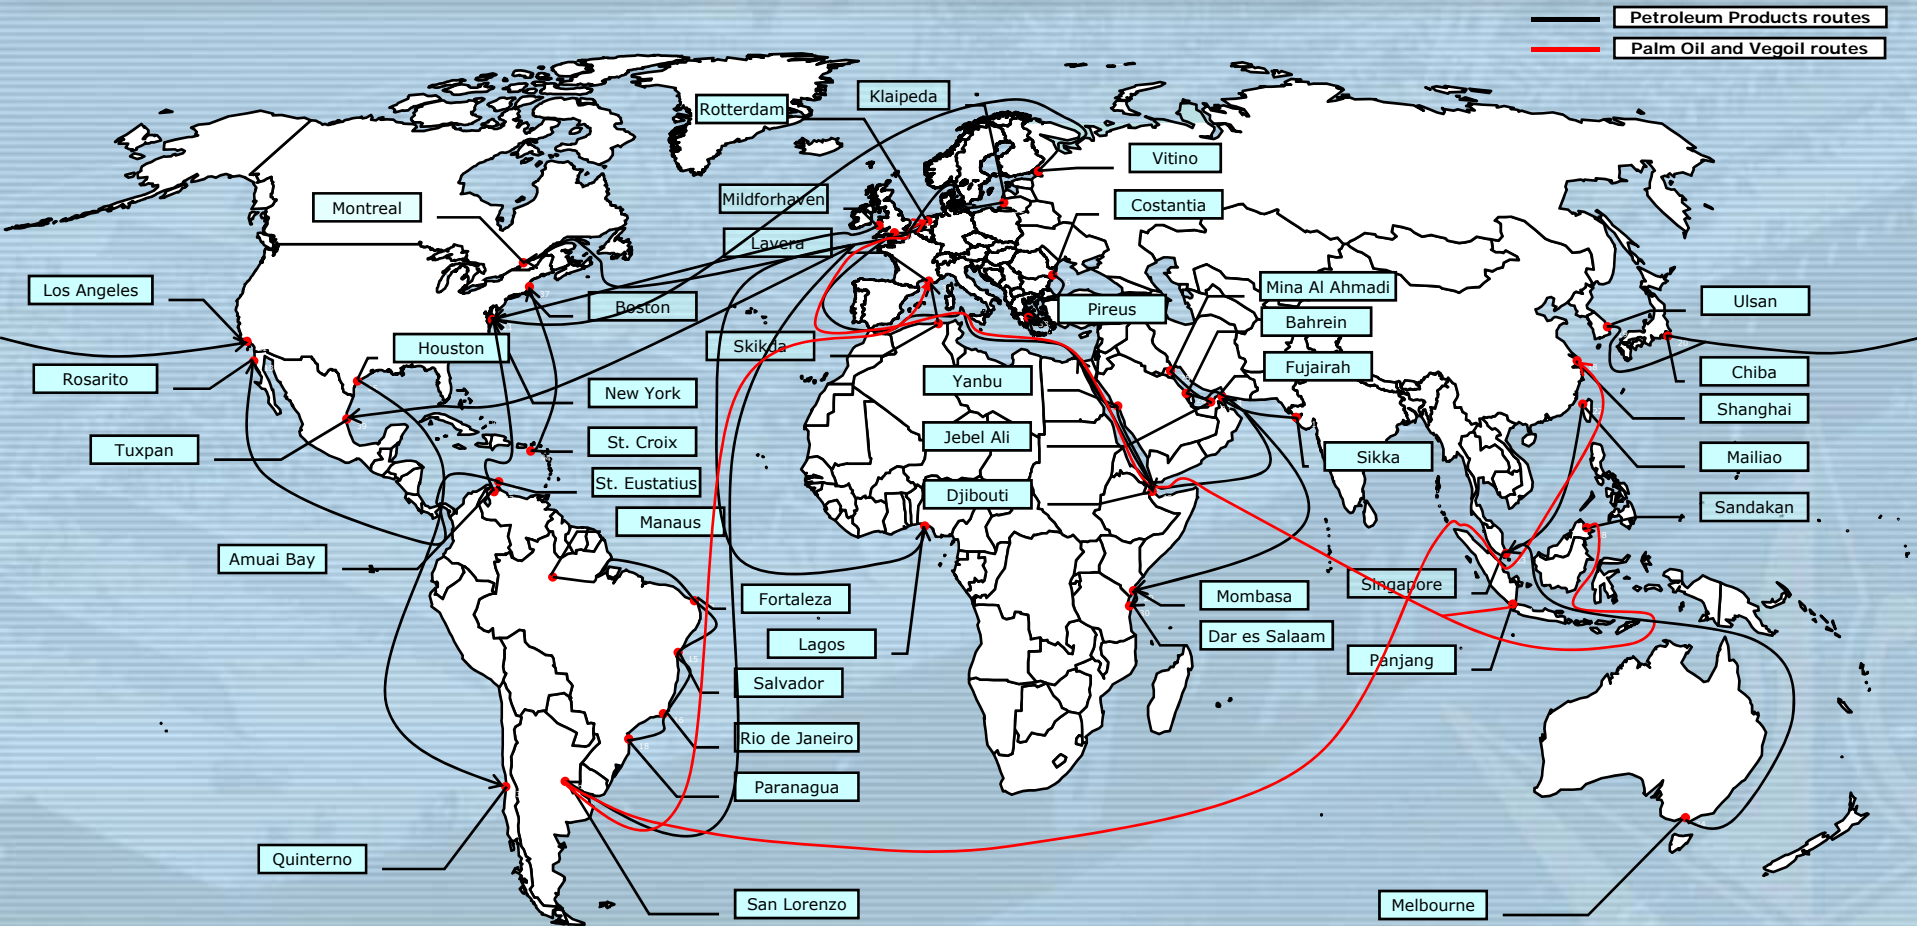 Petroleum Products routes
Palm Oil and Vegoil routes
Klaipeda
Rotterdam
Vitino
Mildforhaven
Montreal
Costantia
Lavera
Los Angeles
Mina Al Ahmadi
Boston
Pireus
Ulsan
Bahrein
Houston
Skikda
Fujairah
Rosarito
Yanbu
Chiba
New York
Shanghai
Jebel Ali
St. Croix
Tuxpan
Sikka
Mailiao
St. Eustatius
Djibouti
Sandakan
Manaus
Amuai Bay
Singapore
Fortaleza
Mombasa
Lagos
Dar es Salaam
Panjang
15
Salvador
Rio de Janeiro
18
Paranagua
Quinterno
San Lorenzo
Melbourne